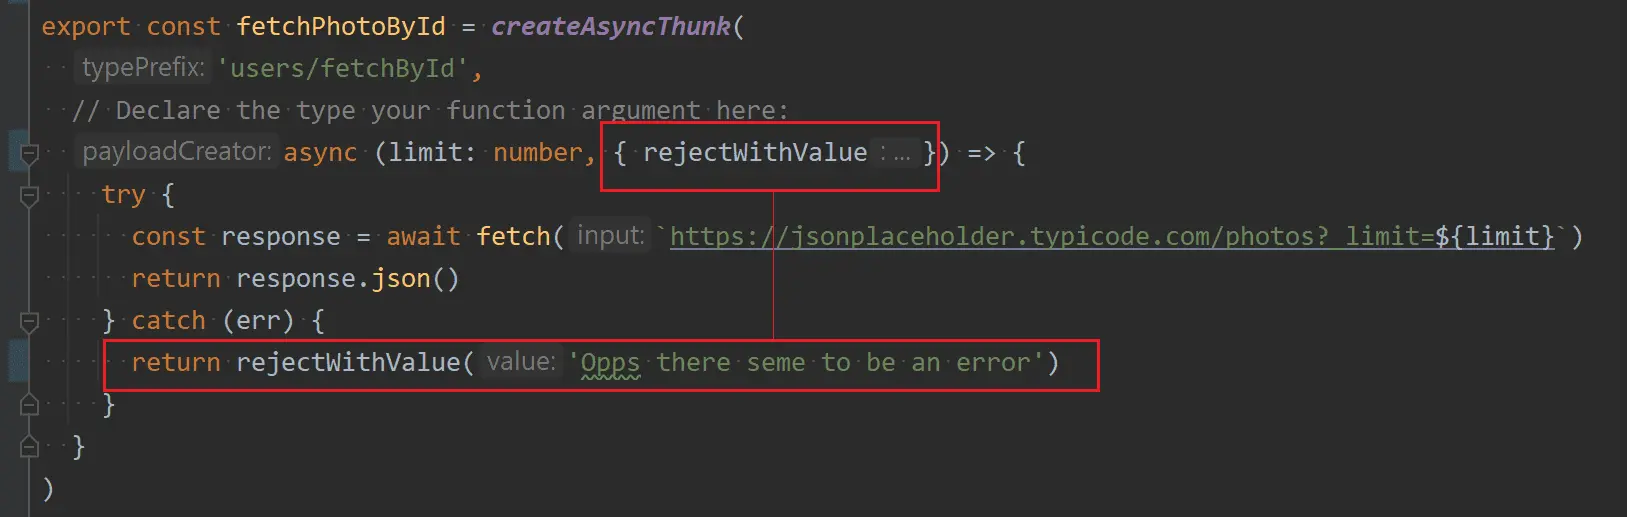 export const fetchPhotoById = createAsyncThunk(
typePrefix: 'users/fetchById',
// Declare the type your function argument here:
payloadCreator: async (limit: number, { rejectWithValue : ... }) => {
try {
const response = await fetch( input: `https://jsonplaceholder.typicode.com/photos?_limit=${limit}`)
return response.json()
} catch (err) {
return rejectWithValue( value: 'Opps there seme to be an error')
}
}
)